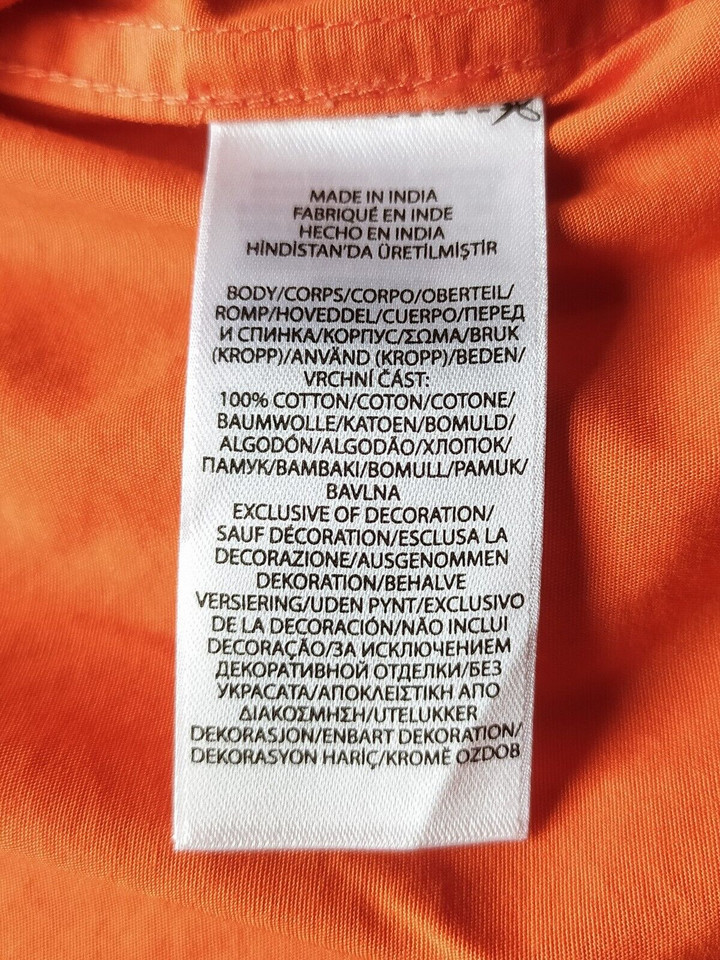 MADE IN INDIA
FABRIQUÉ EN INDE
HECHO EN INDIA
HİNDİSTAN'DA ÜRETİLMİŞTİR
BODY/CORPS/CORPO/OBERTEIL/
ROMP/HOVEDDEL/CUERPO/ПЕРЕД
И СПИНКА/КОРПУС/ΣΩΜΑ/BRUK
(KROPP)/ANVÄND (KROPP)/BEDEN/
VRCHNÍ ČÁST:
100% COTTON/COTON/COTONE/
BAUMWOLLE/KATOEN/BOMULD/
ALGODÓN/ALGODÃO/ХЛОПОК/
ПАМУК/ΒΑΜΒΑΚΙ/BOMULL/PAMUK/
BAVLNA
EXCLUSIVE OF DECORATION/
SAUF DÉCORATION/ESCLUSA LA
DECORAZIONE/AUSGENOMMEN
DEKORATION/BEHALVE
VERSIERING/UDEN PYNT/EXCLUSIVO
DE LA DECORACIÓN/NÃO INCLUI
DECORAÇÃO/ЗА ИСКЛЮЧЕНИЕМ
ДЕКОРАТИВНОЙ ОТДЕЛКИ/БЕЗ
УКРАСАТА/ΑΠΟΚΛΕΙΣΤΙΚΗ ΑΠΟ
ΔΙΑΚΟΣΜΗΣΗ/UTELUKKER
DEKORASJON/ENBART DEKORATION/
DEKORASYON HARİÇ/KROMĚ OZDOB